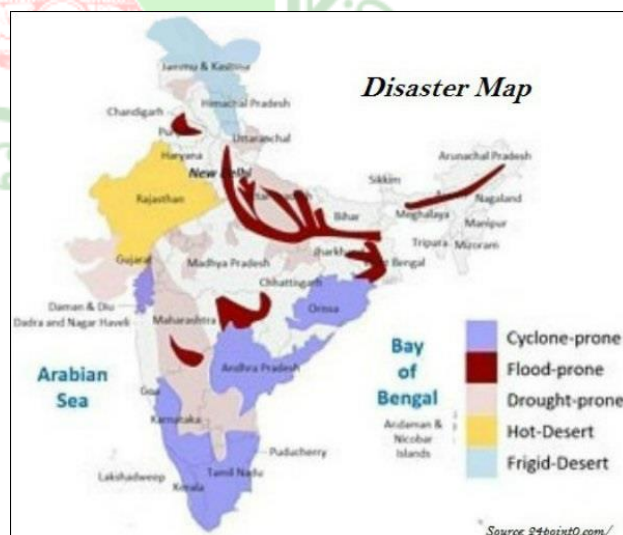 Disaster Map
Jammu & Kashmir
Himachal Pradesh
Chandigarh
Uttaranchal
Haryana
New Delhi
Arunachal Pradesh
Sikkim
Rajasthan
Nagaland
Bihar
Meghalaya
Manipur
Tripura
Mizoram
Gujarat
Madhya Pradesh
Bengal
Chhattisgarh
Daman & Diu
Dadra and Nagar Haveli
Maharashtra
Orissa
Arabian
Sea
Andhra Pradesh
Bay
of
Bengal
Goa
Karnataka
Andaman &
Nicobar
Islands
Puducherry
Lakshadweep
Tamil Nadu
Kerala
Cyclone-prone
Flood-prone
Drought-prone
Hot-Desert
Frigid-Desert
Source 24point0.com/